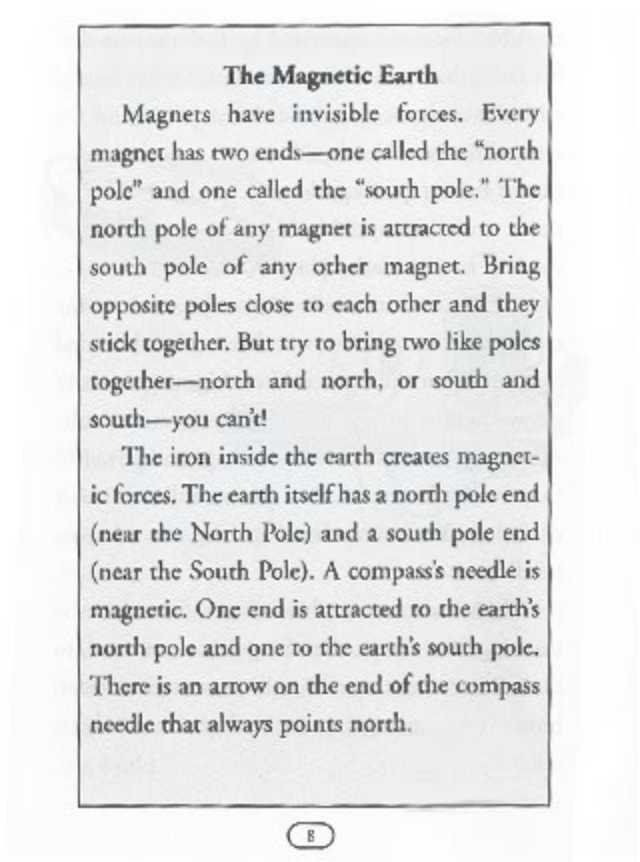 The Magnetic Earth
Magnets have invisible forces. Every
magnet has two ends—one called the “north
pole” and one called the “south pole.” The
north pole of any magnet is attracted to the
south pole of any other magnet. Bring
opposite poles close to each other and they
stick together. But try to bring two like poles
together—north and north, or south and
south—you can’t!
The iron inside the earth creates magnet-
ic forces. The earth itself has a north pole end
(near the North Pole) and a south pole end
(near the South Pole). A compass’s needle is
magnetic. One end is attracted to the earth’s
north pole and one to the earth’s south pole.
There is an arrow on the end of the compass
needle that always points north.
8